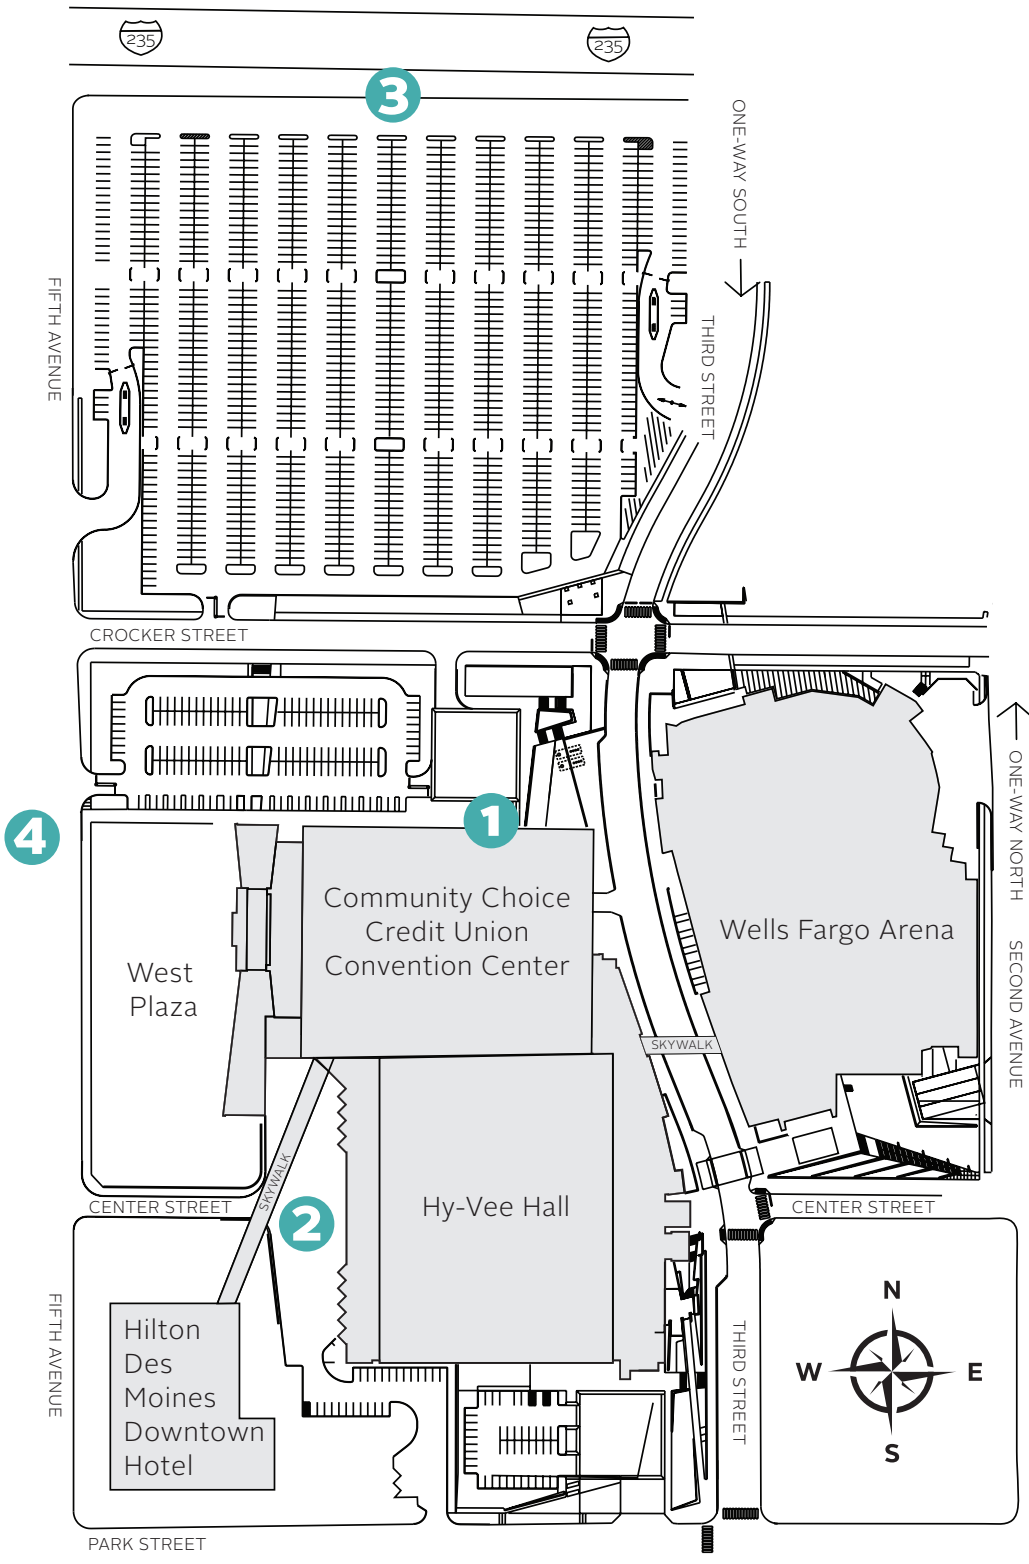 235
235
3
ONE-WAY SOUTH
FIFTH AVENUE
THIRD STREET
CROCKER STREET
4
1
Community Choice
Credit Union
Convention Center
Wells Fargo Arena
ONE-WAY NORTH
SECOND AVENUE
West
Plaza
SKYWALK
SKYWALK
CENTER STREET
2
Hy-Vee Hall
CENTER STREET
FIFTH AVENUE
Hilton
Des
Moines
Downtown
Hotel
THIRD STREET
N
W
E
S
PARK STREET